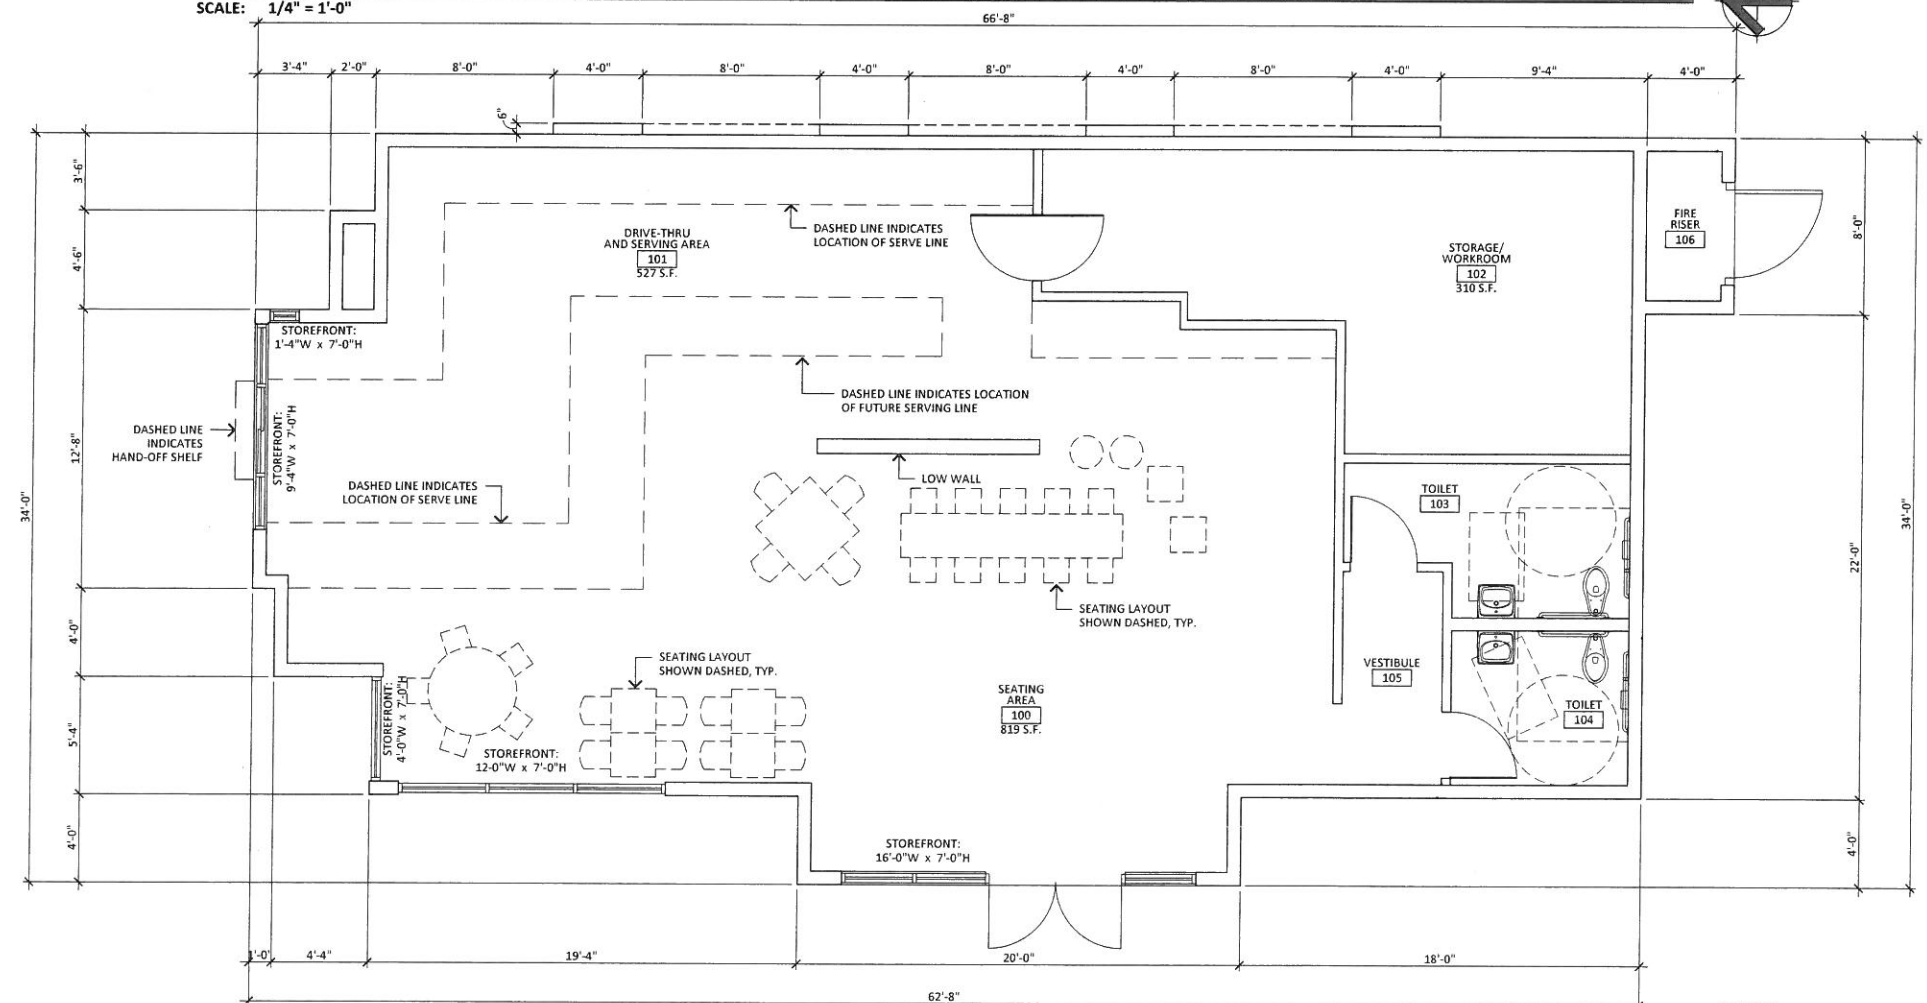 SCALE: 1/4" = 1'-0"
66'-8"
3'-4" 2'-0" 8'-0" 4'-0" 8'-0" 4'-0" 8'-0" 4'-0" 8'-0" 4'-0" 9'-4" 4'-0"
6"
3'-6"
4'-6"
12'-8"
34'-0"
4'-0"
5'-4"
4'-0"
DRIVE-THRU
AND SERVING AREA
101
527 S.F.
DASHED LINE INDICATES
LOCATION OF SERVE LINE
STORAGE/
WORKROOM
102
310 S.F.
FIRE
RISER
106
8'-0"
34'-0"
22'-0"
4'-0"
STOREFRONT:
1'-4"W x 7'-0"H
STOREFRONT:
9'-4"W x 7'-0"H
DASHED LINE
INDICATES
HAND-OFF SHELF
DASHED LINE INDICATES LOCATION
OF FUTURE SERVING LINE
DASHED LINE INDICATES
LOCATION OF SERVE LINE
LOW WALL
TOILET
103
SEATING LAYOUT
SHOWN DASHED, TYP.
SEATING LAYOUT
SHOWN DASHED, TYP.
VESTIBULE
105
SEATING
AREA
100
819 S.F.
TOILET
104
STOREFRONT:
4'-0"W x 7'-0"H
STOREFRONT:
12-0"W x 7'-0"H
STOREFRONT:
16'-0"W x 7'-0"H
1'-0" 4'-4" 19'-4" 20'-0" 18'-0"
62'-8"